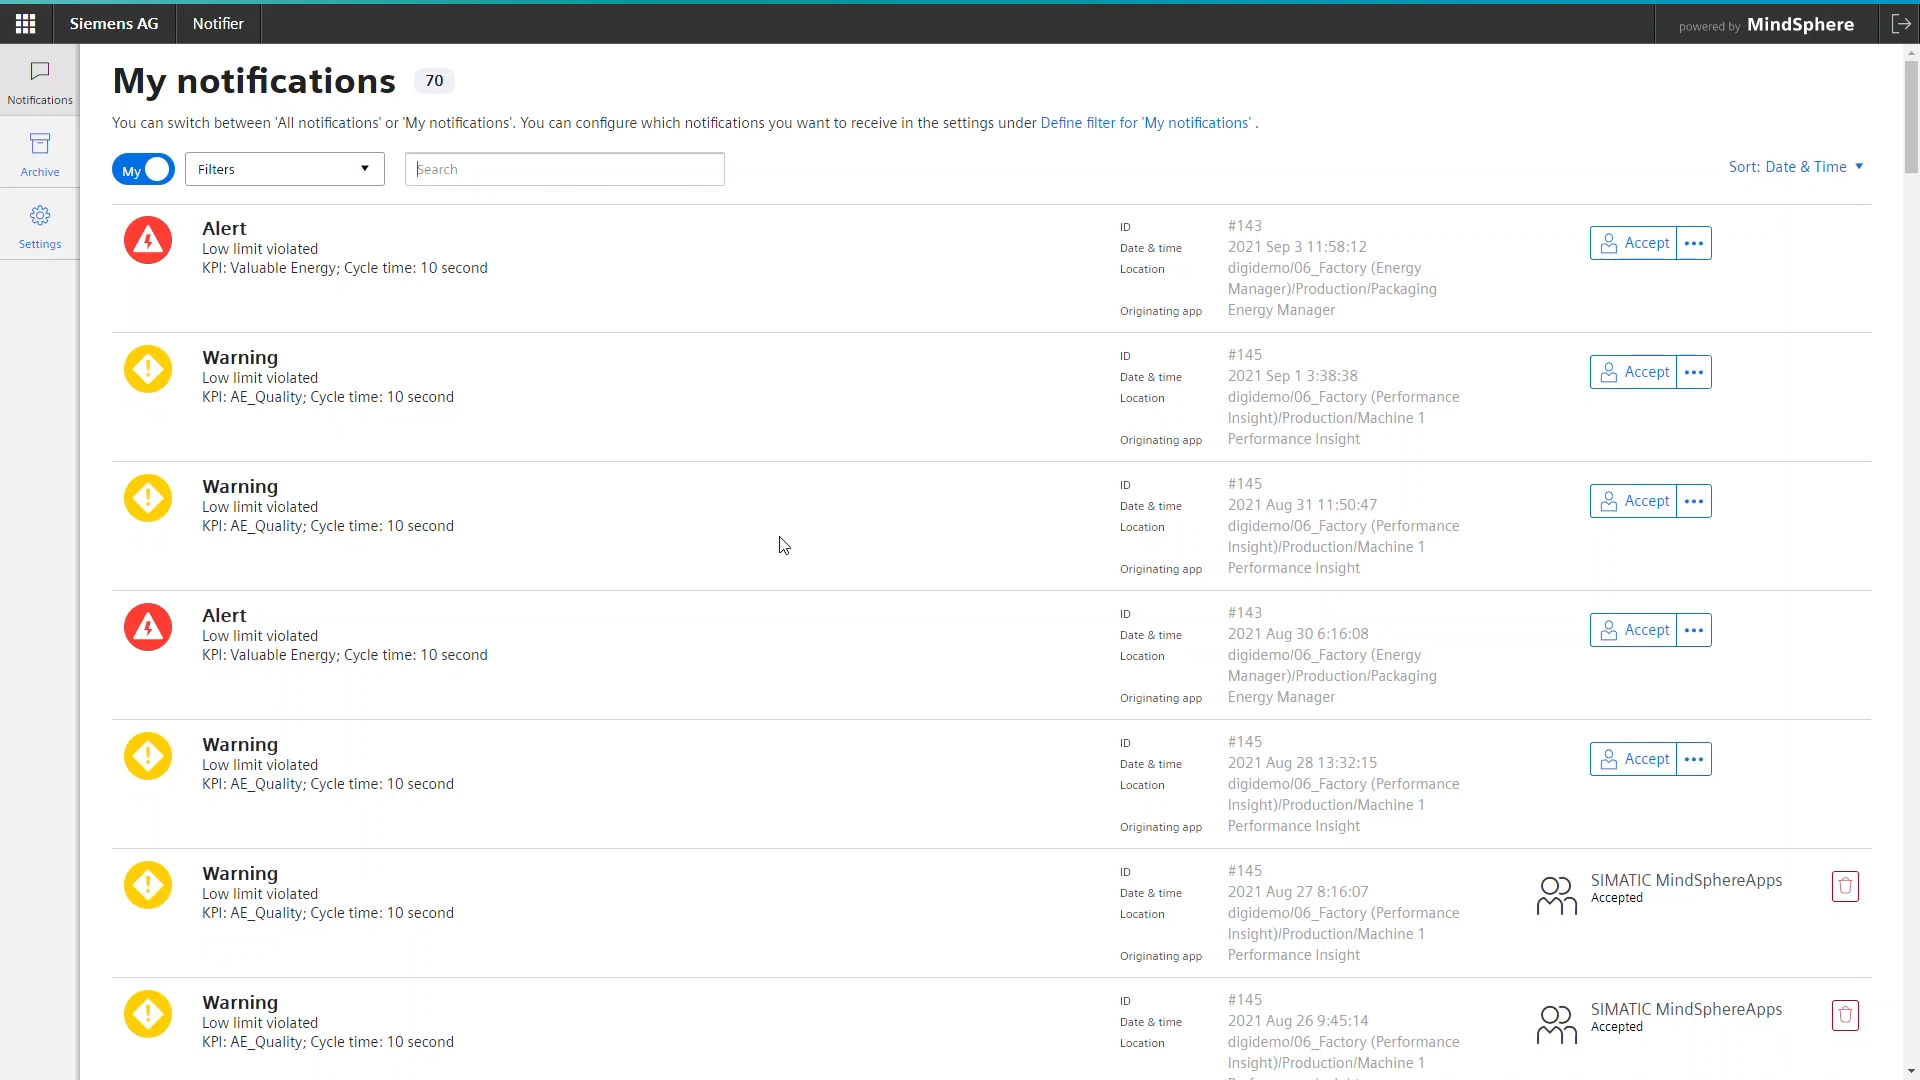 Siemens AG
Notifier
powered by MindSphere
Notifications
Archive
Settings
My notifications 70
You can switch between 'All notifications' or 'My notifications'. You can configure which notifications you want to receive in the settings under Define filter for 'My notifications' .
My
Filters
Search
Sort: Date & Time
Alert
Low limit violated
KPI: Valuable Energy; Cycle time: 10 second
ID #143
Date & time 2021 Sep 3 11:58:12
Location digidemo/06_Factory (Energy
Manager)/Production/Packaging
Originating app Energy Manager
Accept
Warning
Low limit violated
KPI: AE_Quality; Cycle time: 10 second
ID #145
Date & time 2021 Sep 1 3:38:38
Location digidemo/06_Factory (Performance
Insight)/Production/Machine 1
Originating app Performance Insight
Accept
Warning
Low limit violated
KPI: AE_Quality; Cycle time: 10 second
ID #145
Date & time 2021 Aug 31 11:50:47
Location digidemo/06_Factory (Performance
Insight)/Production/Machine 1
Originating app Performance Insight
Accept
Alert
Low limit violated
KPI: Valuable Energy; Cycle time: 10 second
ID #143
Date & time 2021 Aug 30 6:16:08
Location digidemo/06_Factory (Energy
Manager)/Production/Packaging
Originating app Energy Manager
Accept
Warning
Low limit violated
KPI: AE_Quality; Cycle time: 10 second
ID #145
Date & time 2021 Aug 28 13:32:15
Location digidemo/06_Factory (Performance
Insight)/Production/Machine 1
Originating app Performance Insight
Accept
Warning
Low limit violated
KPI: AE_Quality; Cycle time: 10 second
ID #145
Date & time 2021 Aug 27 8:16:07
Location digidemo/06_Factory (Performance
Insight)/Production/Machine 1
Originating app Performance Insight
SIMATIC MindSphereApps
Accepted
Warning
Low limit violated
KPI: AE_Quality; Cycle time: 10 second
ID #145
Date & time 2021 Aug 26 9:45:14
Location digidemo/06_Factory (Performance
Insight)/Production/Machine 1
SIMATIC MindSphereApps
Accepted